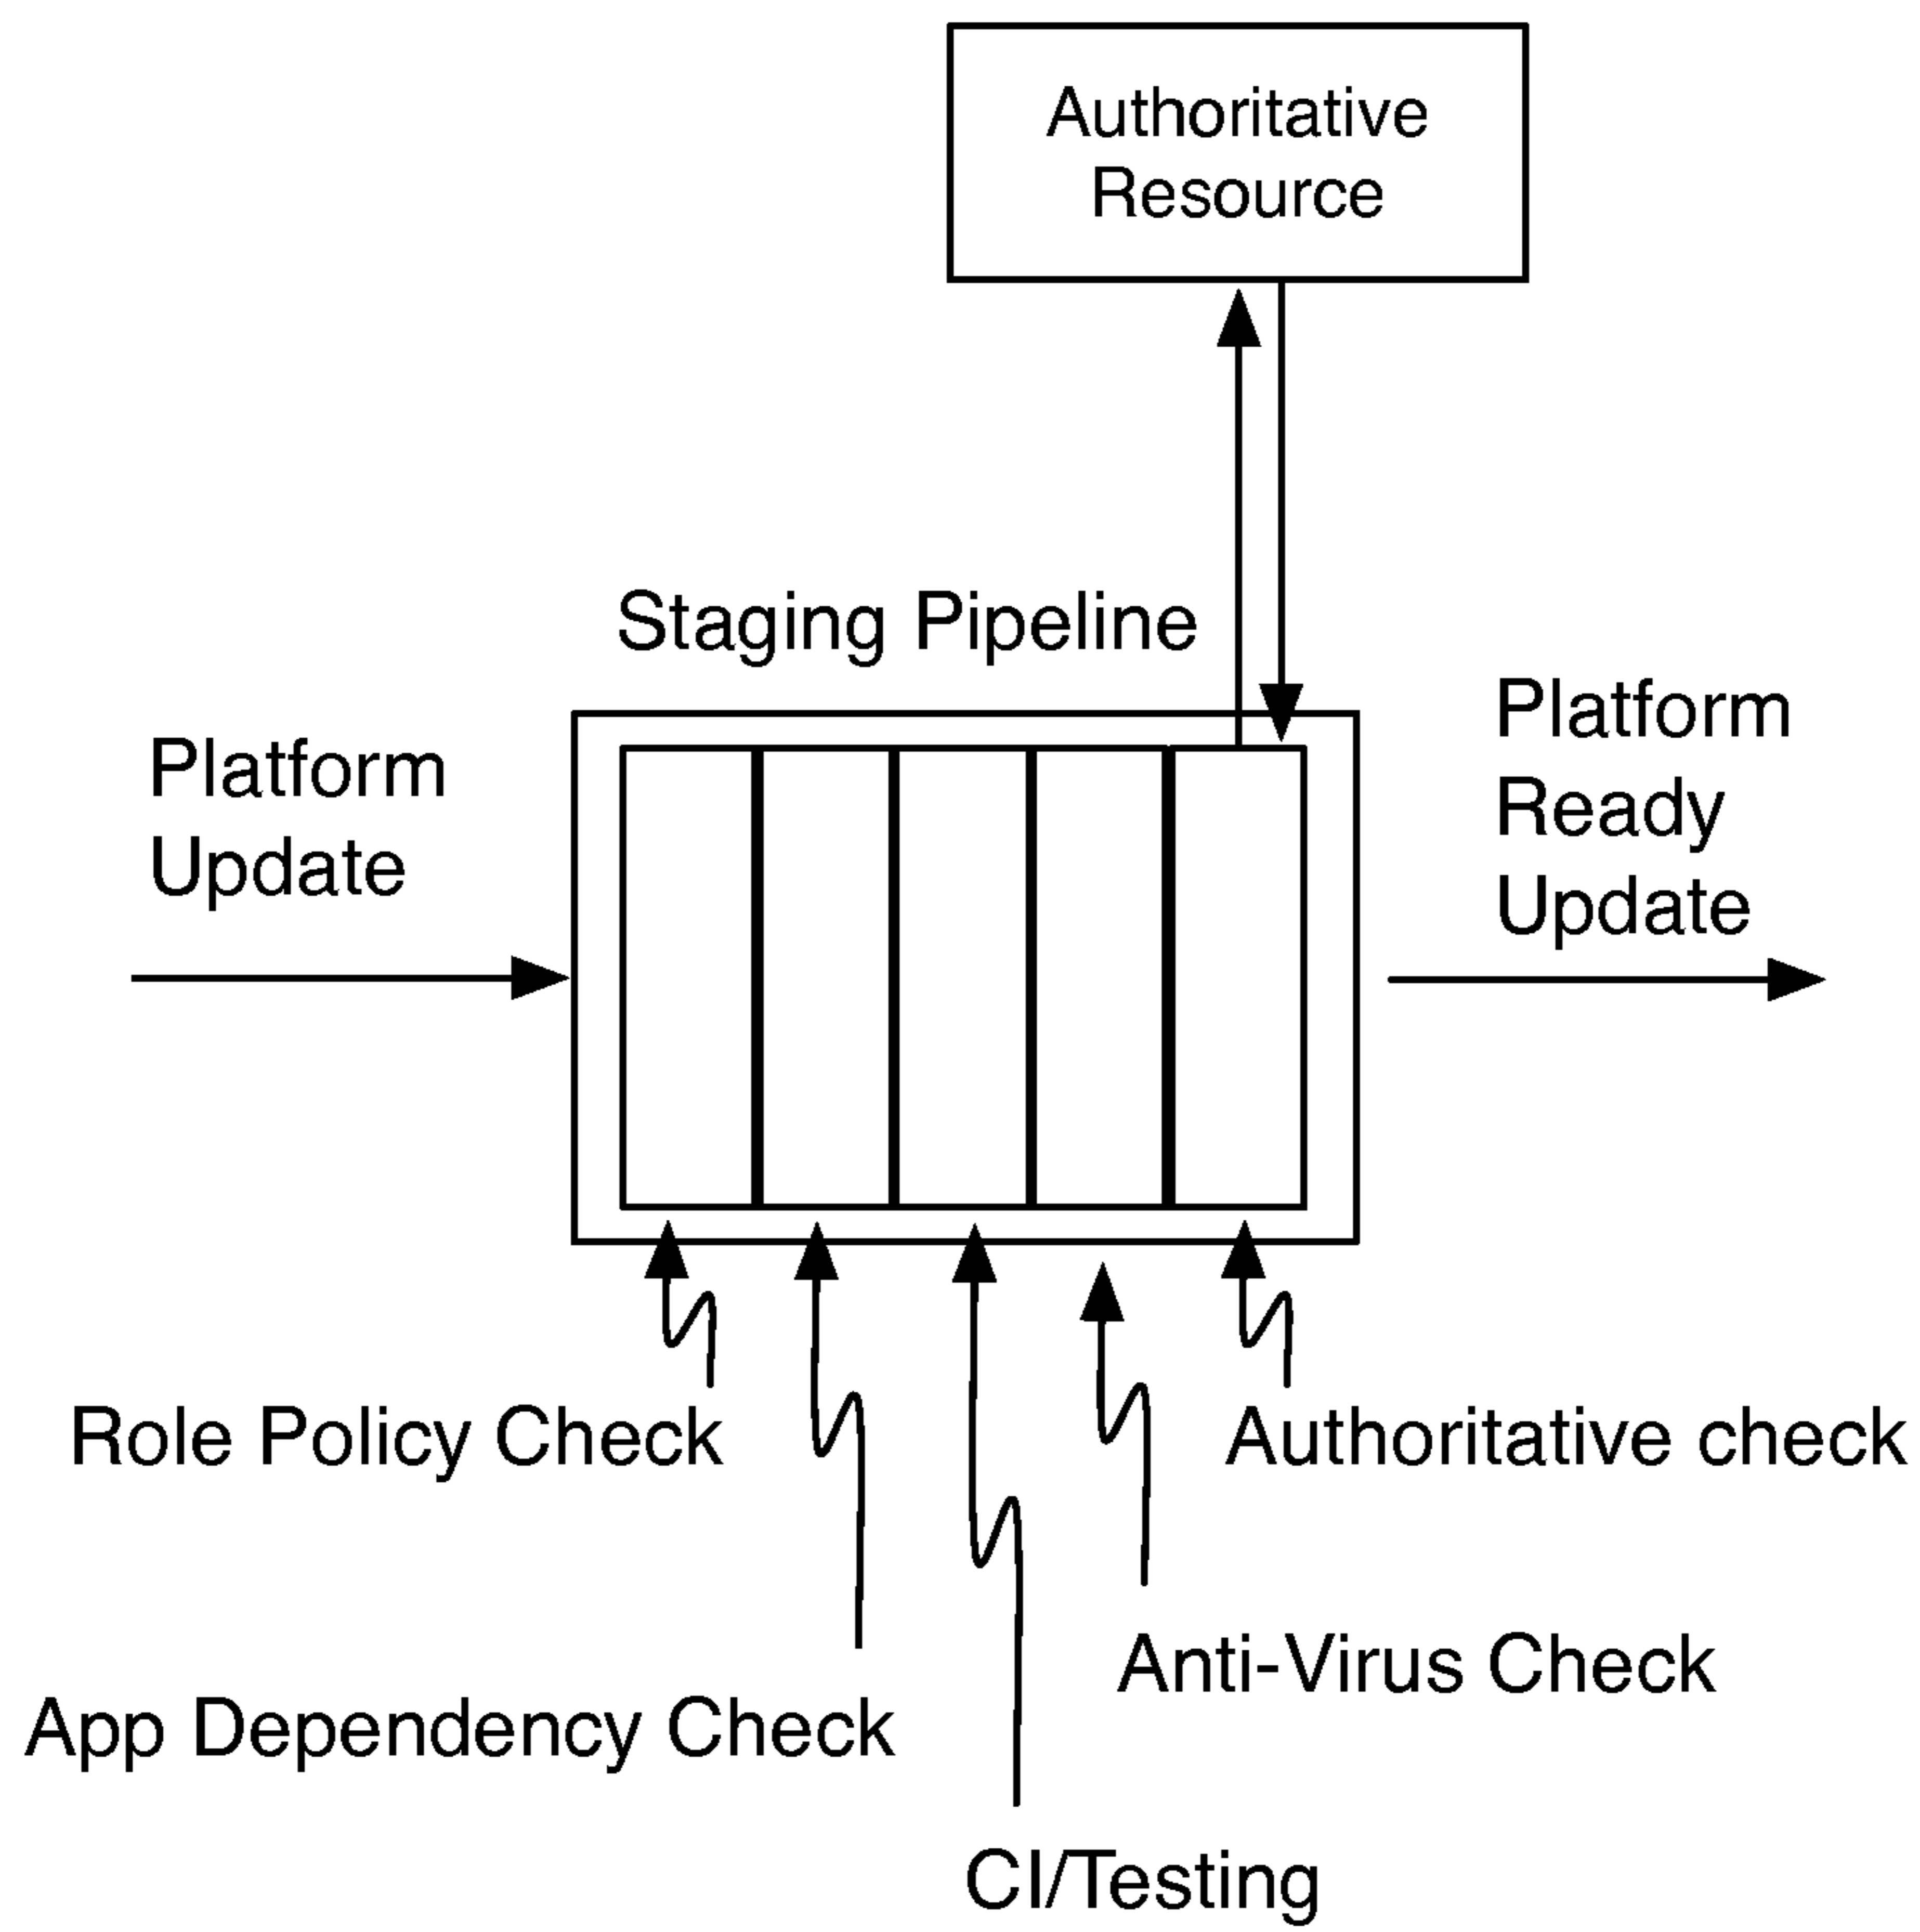 Authoritative
Resource
Staging Pipeline
Platform
Update
Platform
Ready
Update
Role Policy Check
Authoritative check
Anti-Virus Check
App Dependency Check
CI/Testing